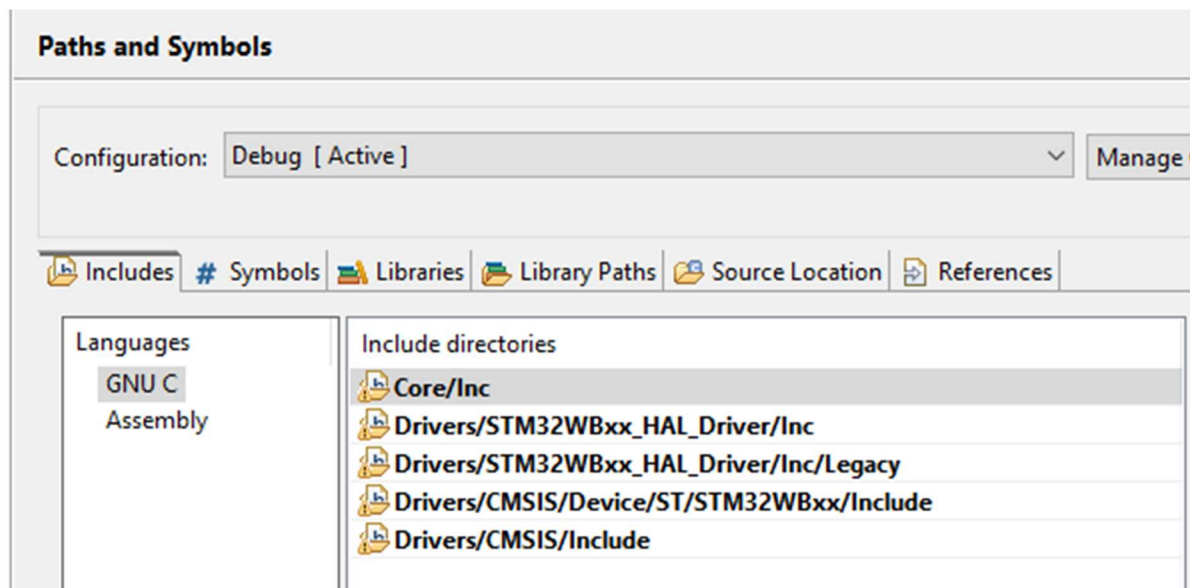 Paths and Symbols
Configuration: Debug [ Active ] Manage
Includes # Symbols Libraries Library Paths Source Location References
Languages
GNU C
Assembly
Include directories
Core/Inc
Drivers/STM32WBxx_HAL_Driver/Inc
Drivers/STM32WBxx_HAL_Driver/Inc/Legacy
Drivers/CMSIS/Device/ST/STM32WBxx/Include
Drivers/CMSIS/Include